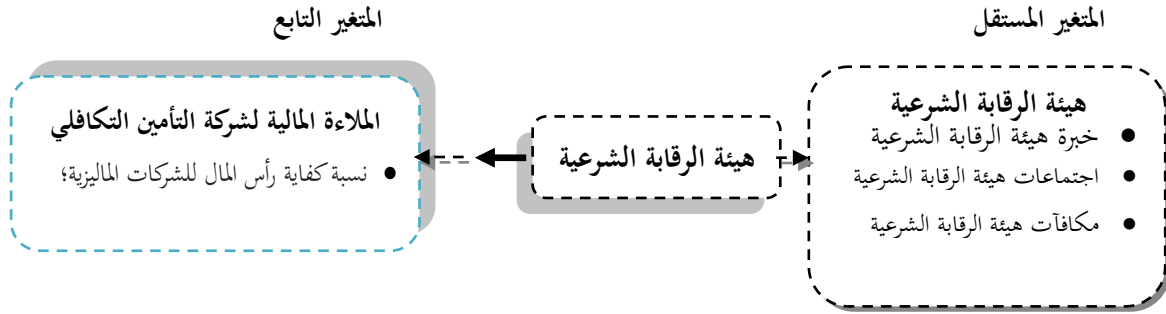 المتغير المستقل
المتغير التابع
هيئة الرقابة الشرعية
• خبرة هيئة الرقابة الشرعية
• اجتماعات هيئة الرقابة الشرعية
• مكافآت هيئة الرقابة الشرعية
هيئة الرقابة الشرعية
الملاءة المالية لشركة التأمين التكافلي
• نسبة كفاية رأس المال للشركات الماليزية؛